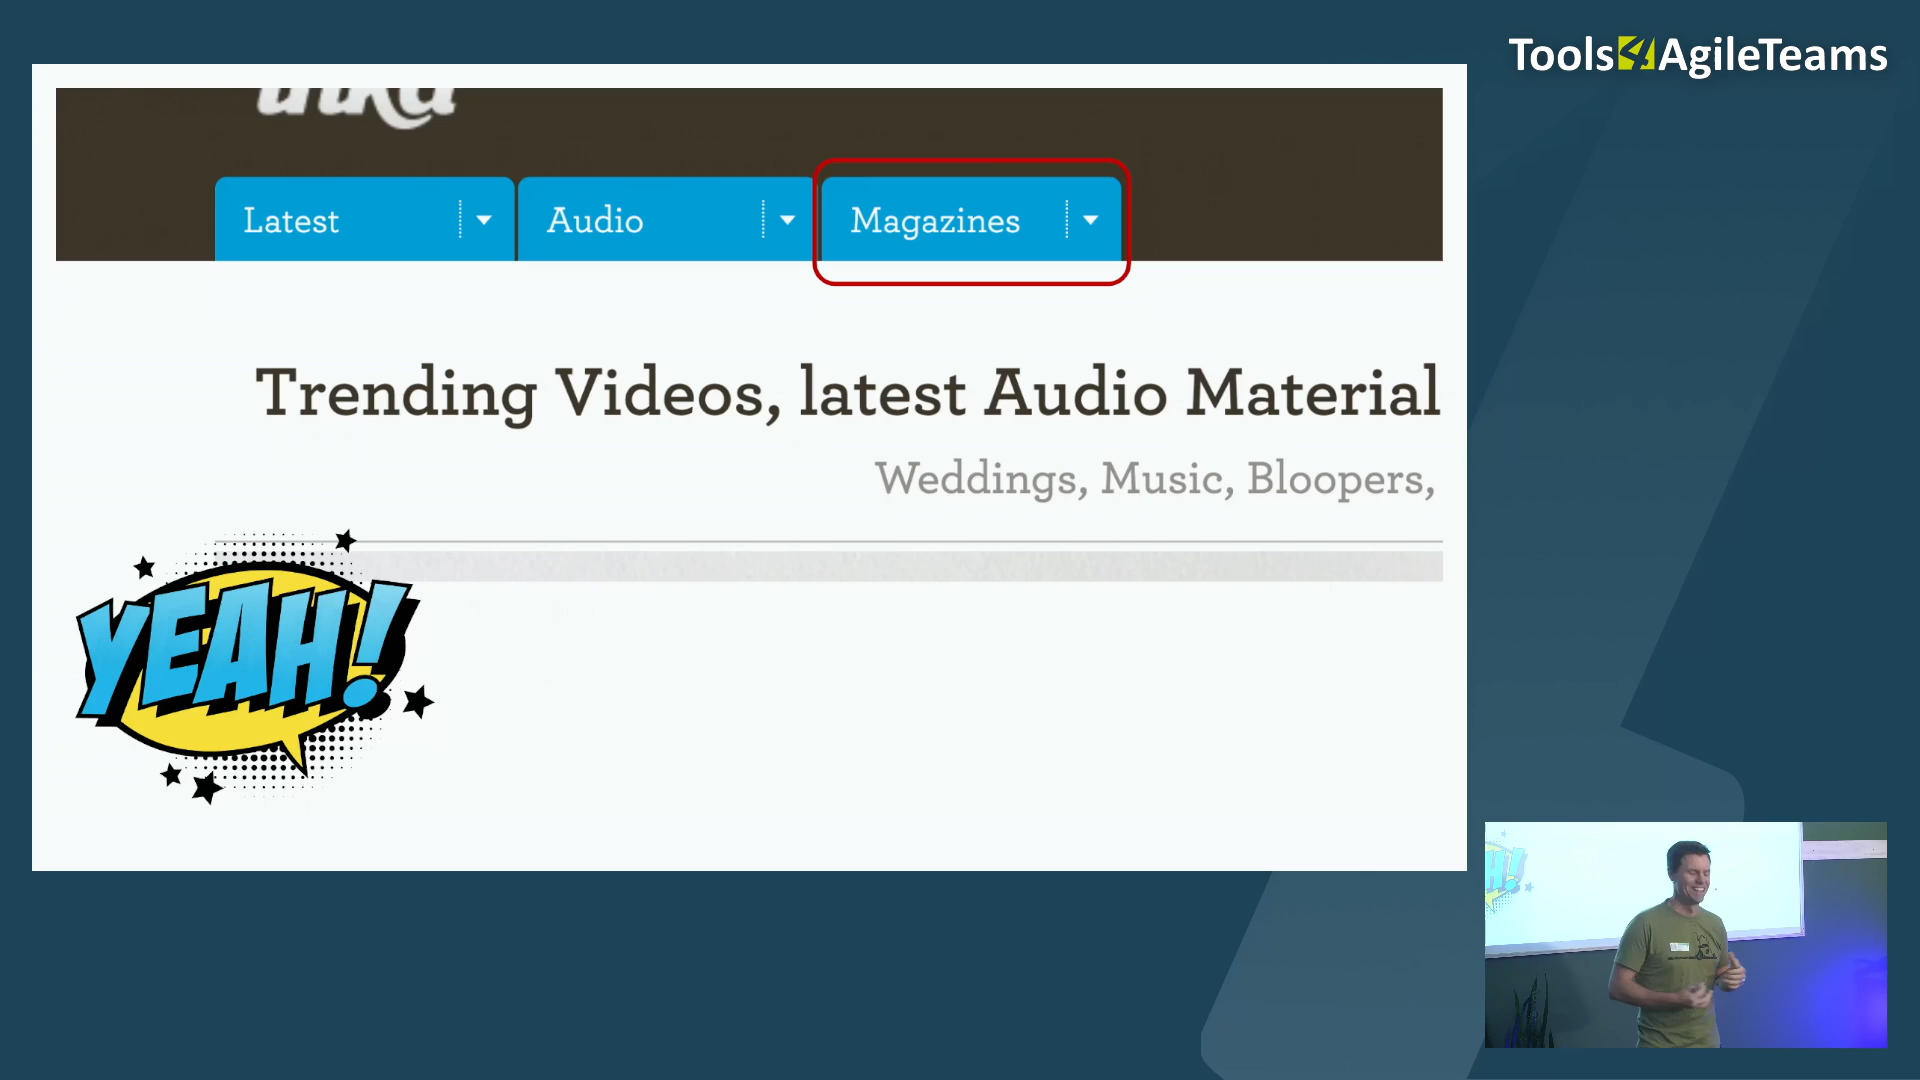 Tools4AgileTeams
Latest
Audio
Magazines
Trending Videos, latest Audio Material
Weddings, Music, Bloopers,
YEAH!